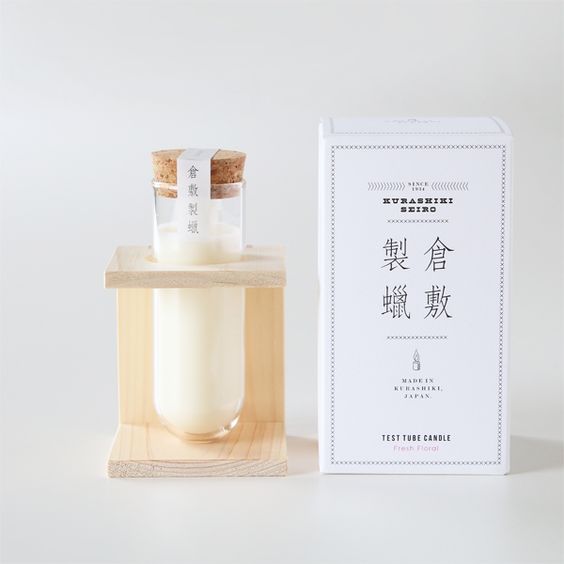 倉敷製蠟
SINCE
1934
KURASHIKI
SEIRO
倉敷
製蠟
MADE IN
KURASHIKI,
JAPAN.
TEST TUBE CANDLE
Fresh Floral